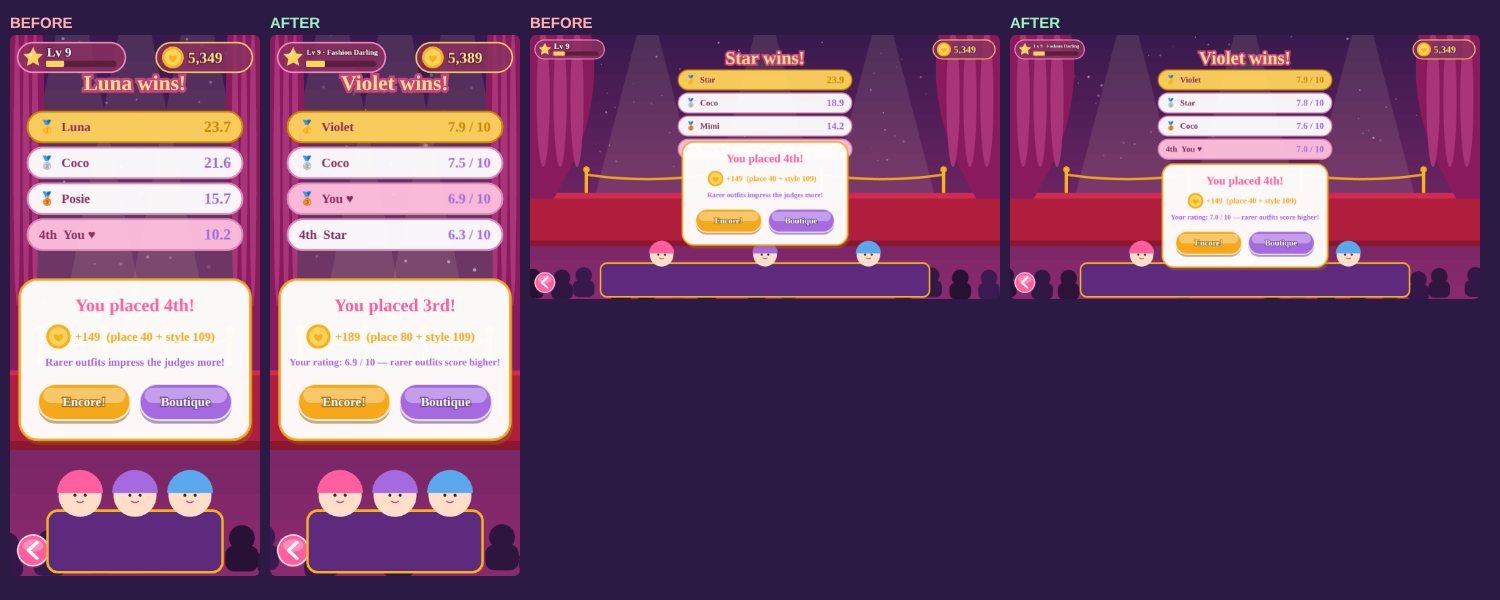 BEFORE
Lv 9
5,349
Luna wins!
Luna 23.7
Coco 21.6
Posie 15.7
4th You ♥ 10.2
You placed 4th!
+149 (place 40 + style 109)
Rarer outfits impress the judges more!
Encore! Boutique
AFTER
Lv 9 · Fashion Darling
5,389
Violet wins!
Violet 7.9 / 10
Coco 7.5 / 10
You ♥ 6.9 / 10
4th Star 6.3 / 10
You placed 3rd!
+189 (place 80 + style 109)
Your rating: 6.9 / 10 — rarer outfits score higher!
Encore! Boutique
BEFORE
Lv 9
5,349
Star wins!
Star 23.9
Coco 18.9
Mimi 14.2
You placed 4th!
+149 (place 40 + style 109)
Rarer outfits impress the judges more!
Encore! Boutique
AFTER
Lv 9 · Fashion Darling
5,349
Violet wins!
Violet 7.9 / 10
Star 7.8 / 10
Coco 7.6 / 10
4th You ♥ 7.0 / 10
You placed 4th!
+149 (place 40 + style 109)
Your rating: 7.0 / 10 — rarer outfits score higher!
Encore! Boutique